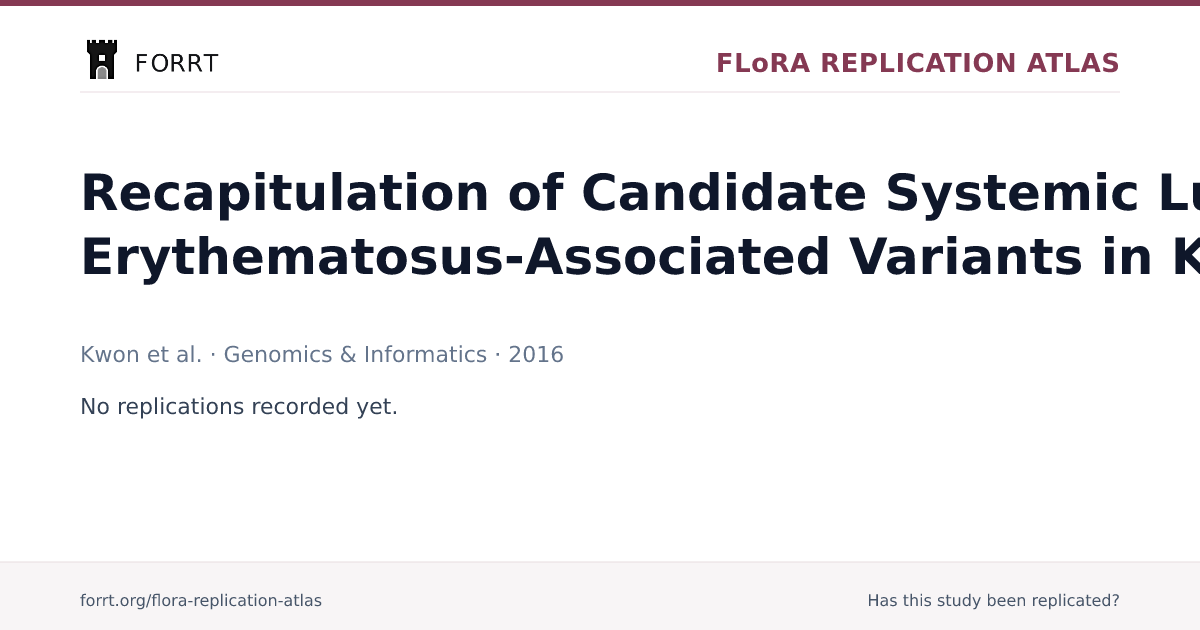 FORRT
FLoRA REPLICATION ATLAS
Recapitulation of Candidate Systemic
Erythematosus-Associated Variants in
Kwon et al. · Genomics & Informatics · 2016
No replications recorded yet.
forrt.org/flora-replication-atlas
Has this study been replicated?